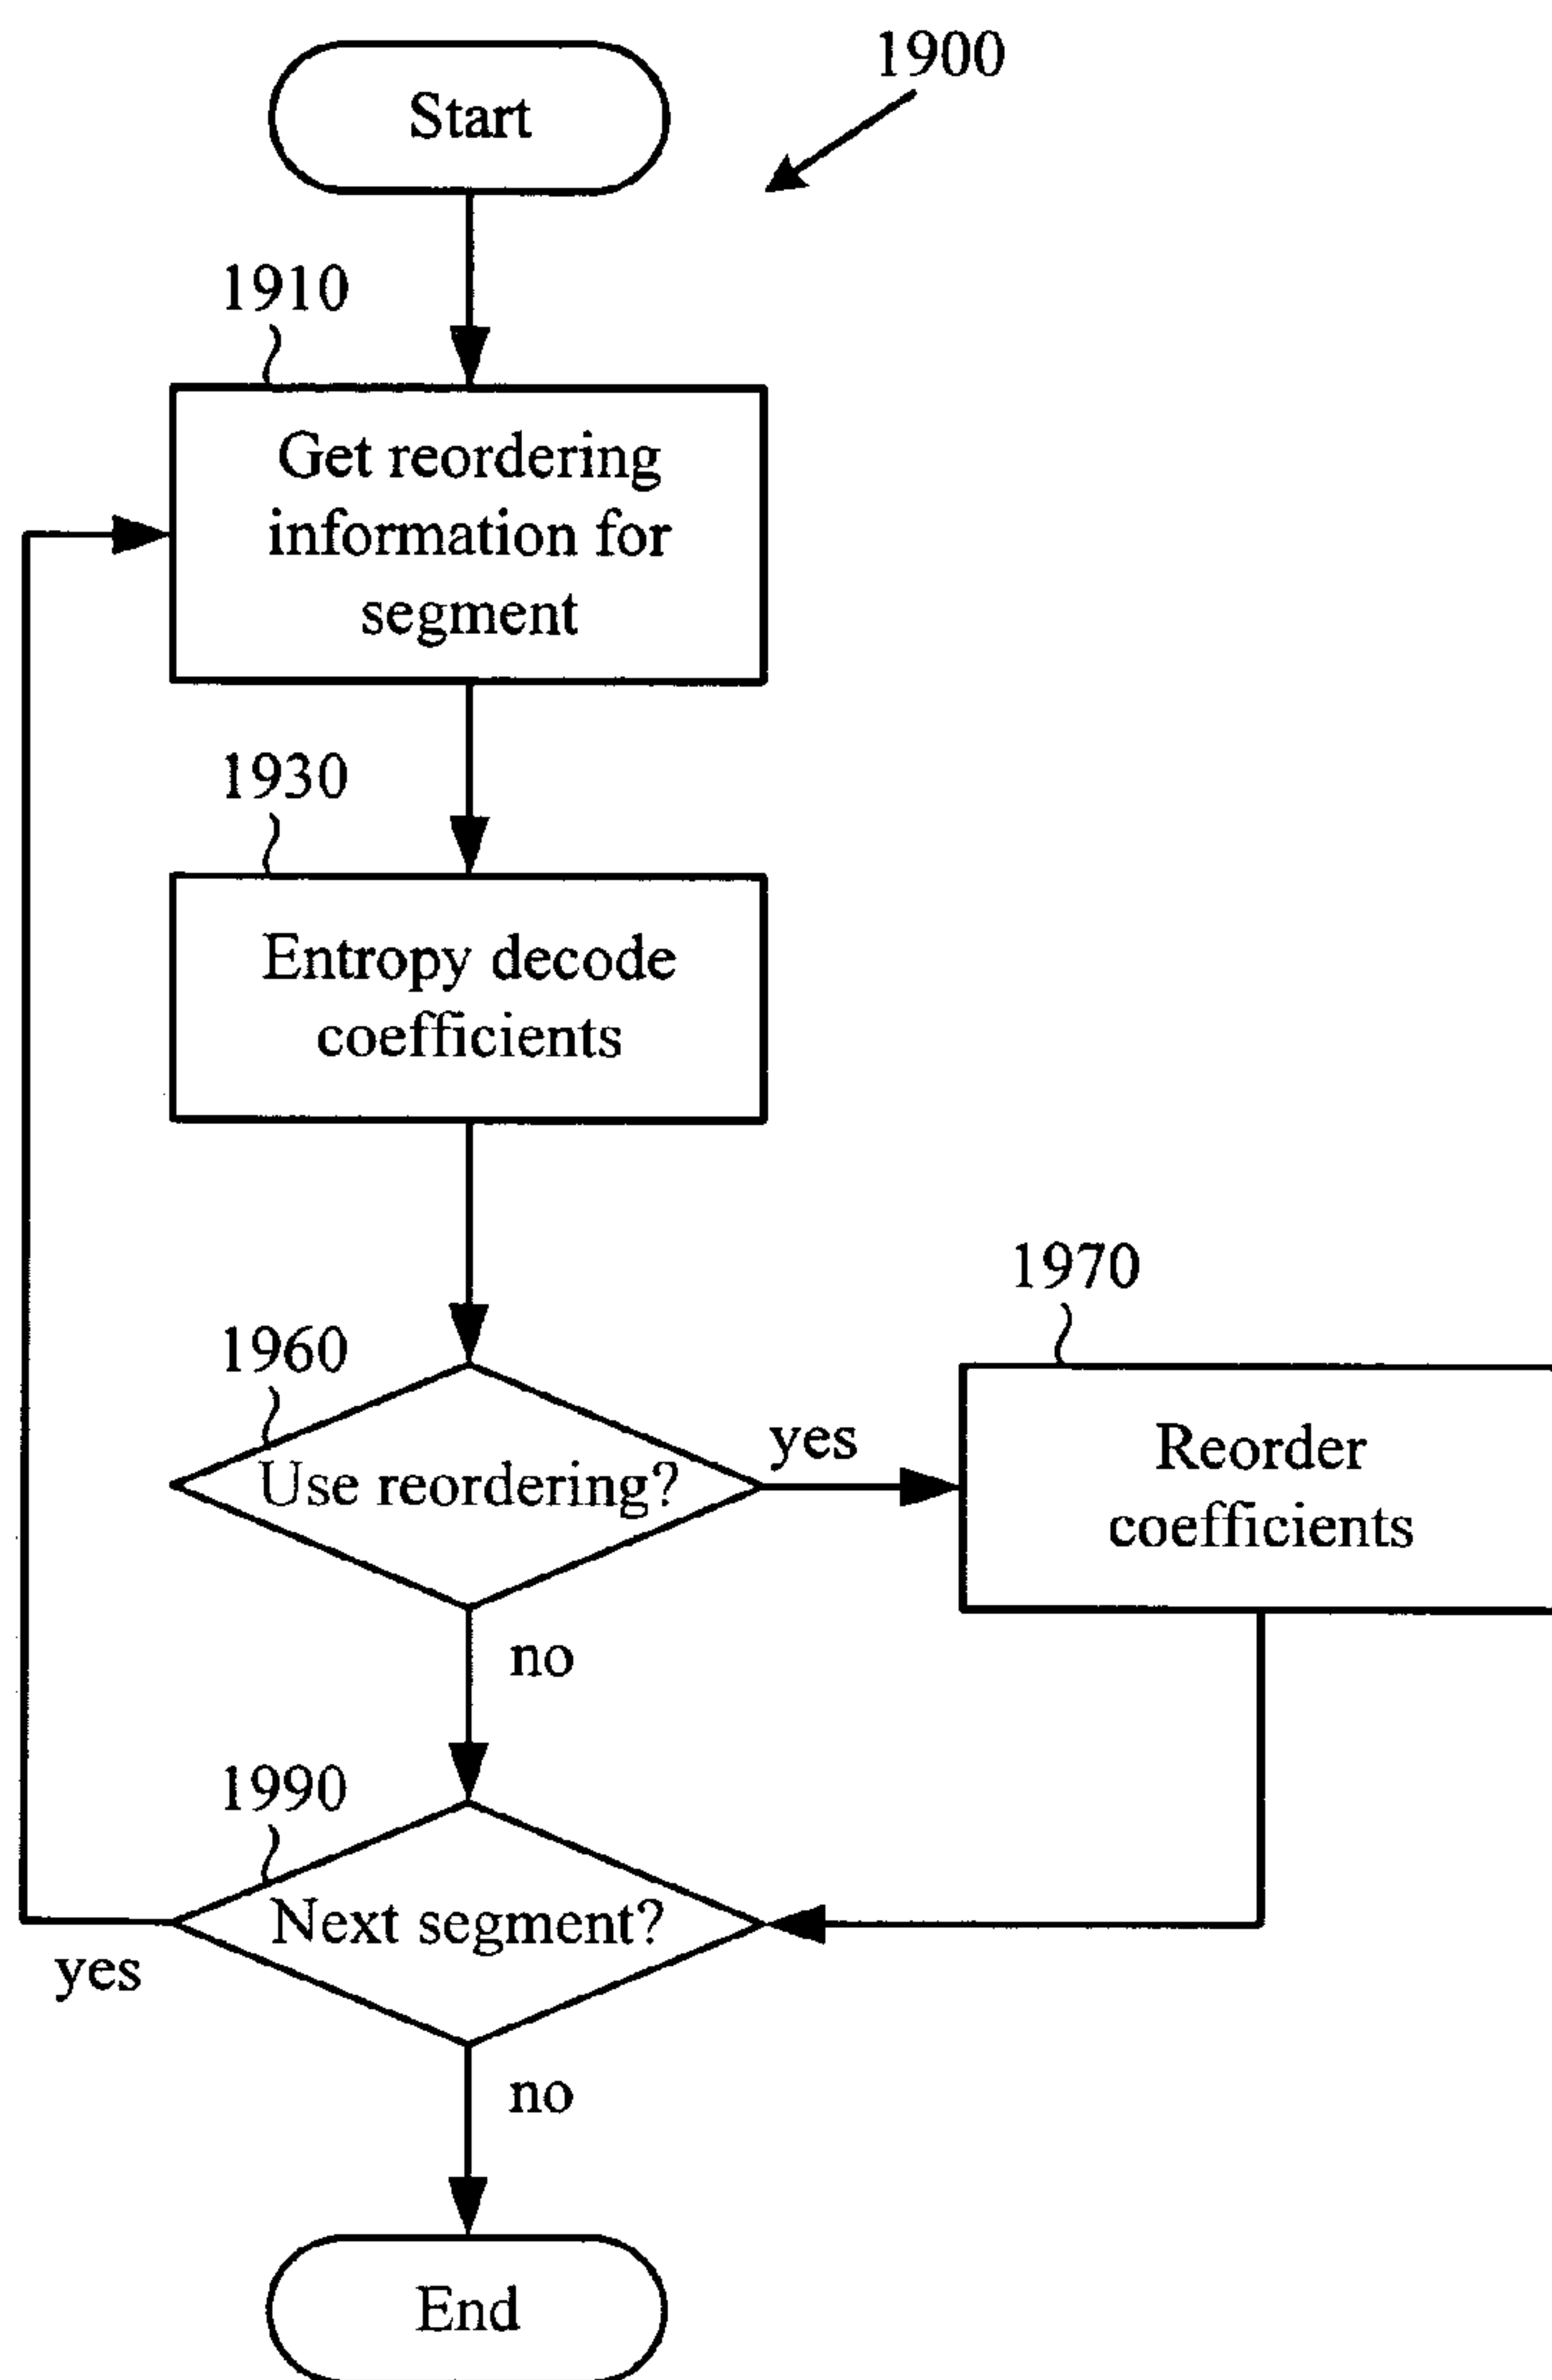 Start
1900
1910
Get reordering
information for
segment
1930
Entropy decode
coefficients
1960
Use reordering?
yes
1970
Reorder
coefficients
no
1990
Next segment?
yes
no
End